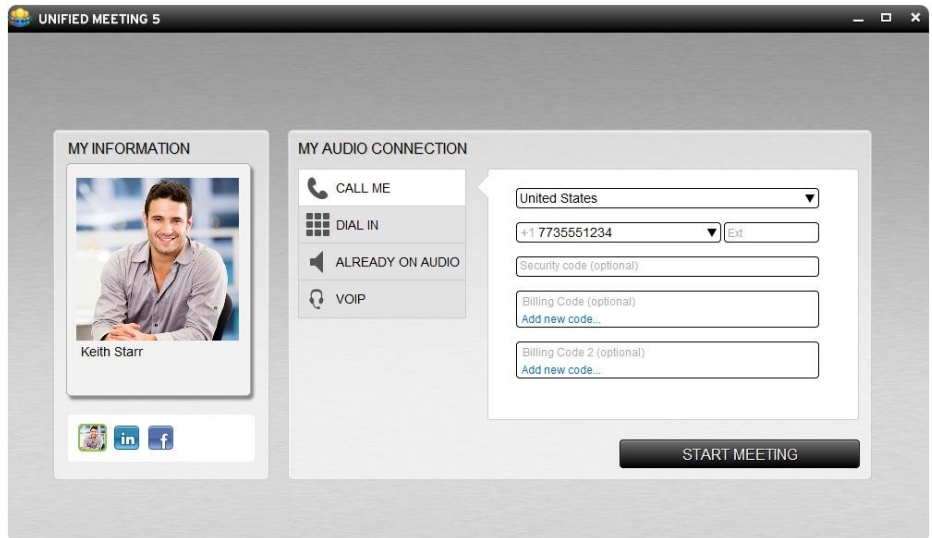 UNIFIED MEETING 5
MY INFORMATION
Keith Starr
in
f
MY AUDIO CONNECTION
CALL ME
DIAL IN
ALREADY ON AUDIO
VOIP
United States
+1 7735551234
Ext
Security code (optional)
Billing Code (optional)
Add new code...
Billing Code 2 (optional)
Add new code...
START MEETING